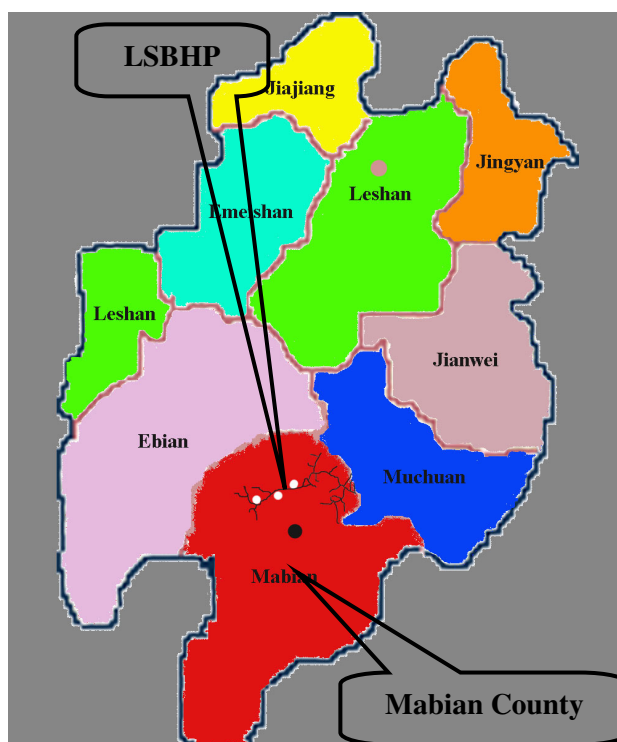 LSBHP
Jiajiang
Jingyan
Leshan
Emeishan
Leshan
Jianwei
Ebian
Muchuan
Mabian
Mabian County